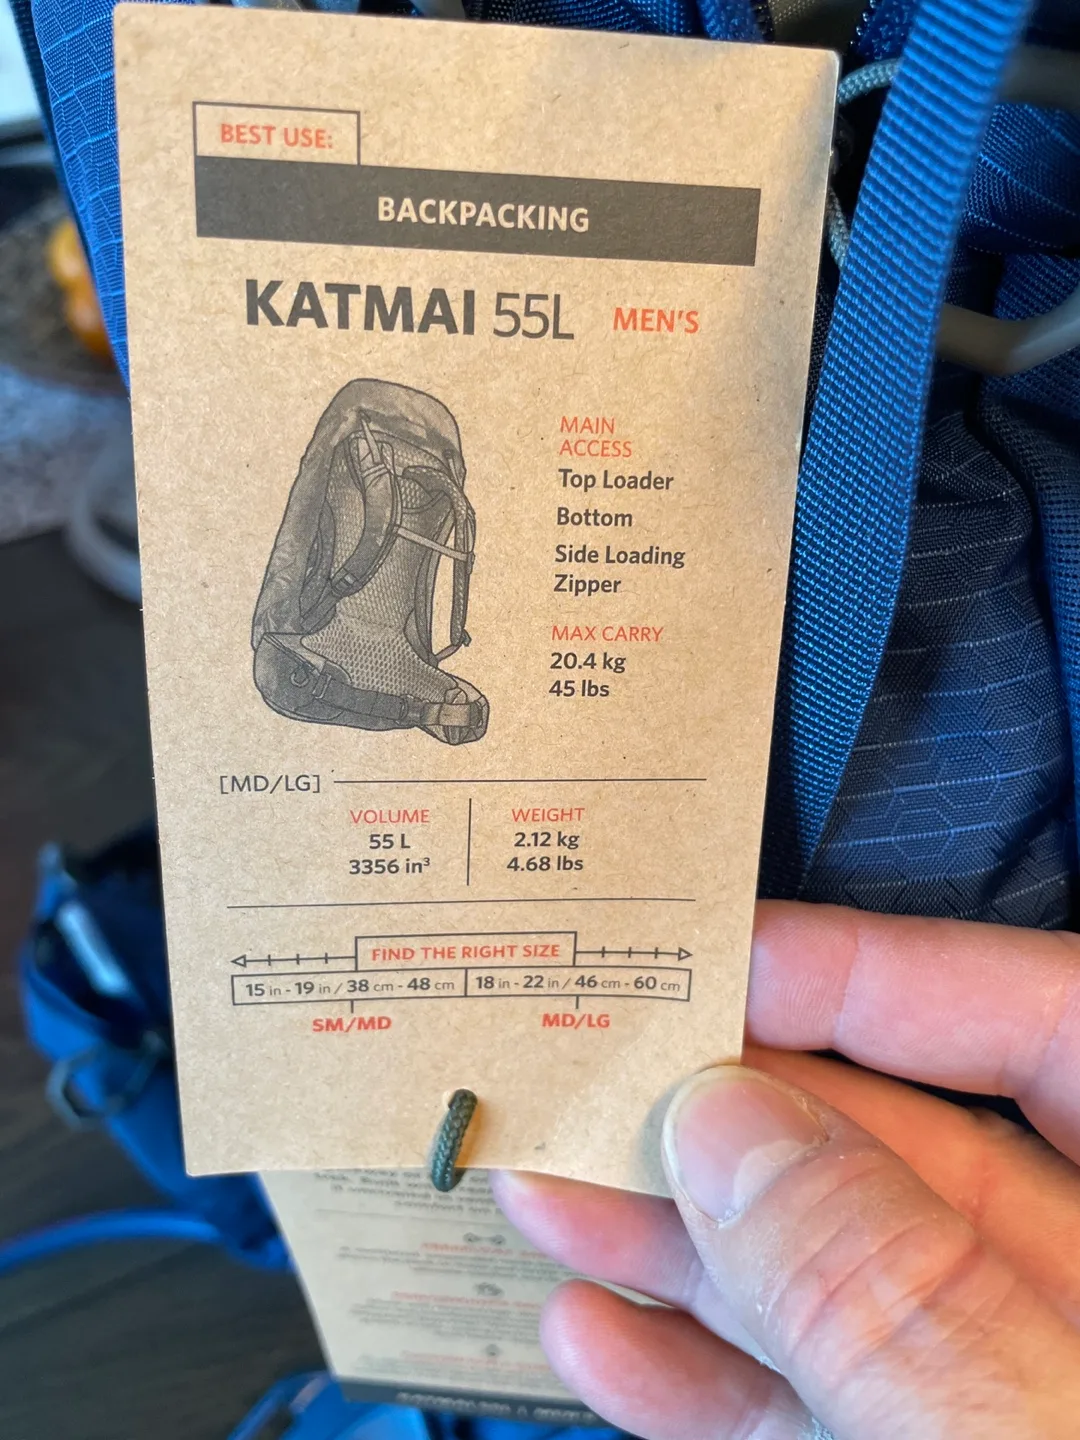 BEST USE:
BACKPACKING
KATMAI 55L MEN'S
MAIN
ACCESS
Top Loader
Bottom
Side Loading
Zipper
MAX CARRY
20.4 kg
45 lbs
[MD/LG]
VOLUME
55 L
3356 in³
WEIGHT
2.12 kg
4.68 lbs
FIND THE RIGHT SIZE
15 in - 19 in / 38 cm - 48 cm
18 in - 22 in / 46 cm - 60 cm
SM/MD
MD/LG